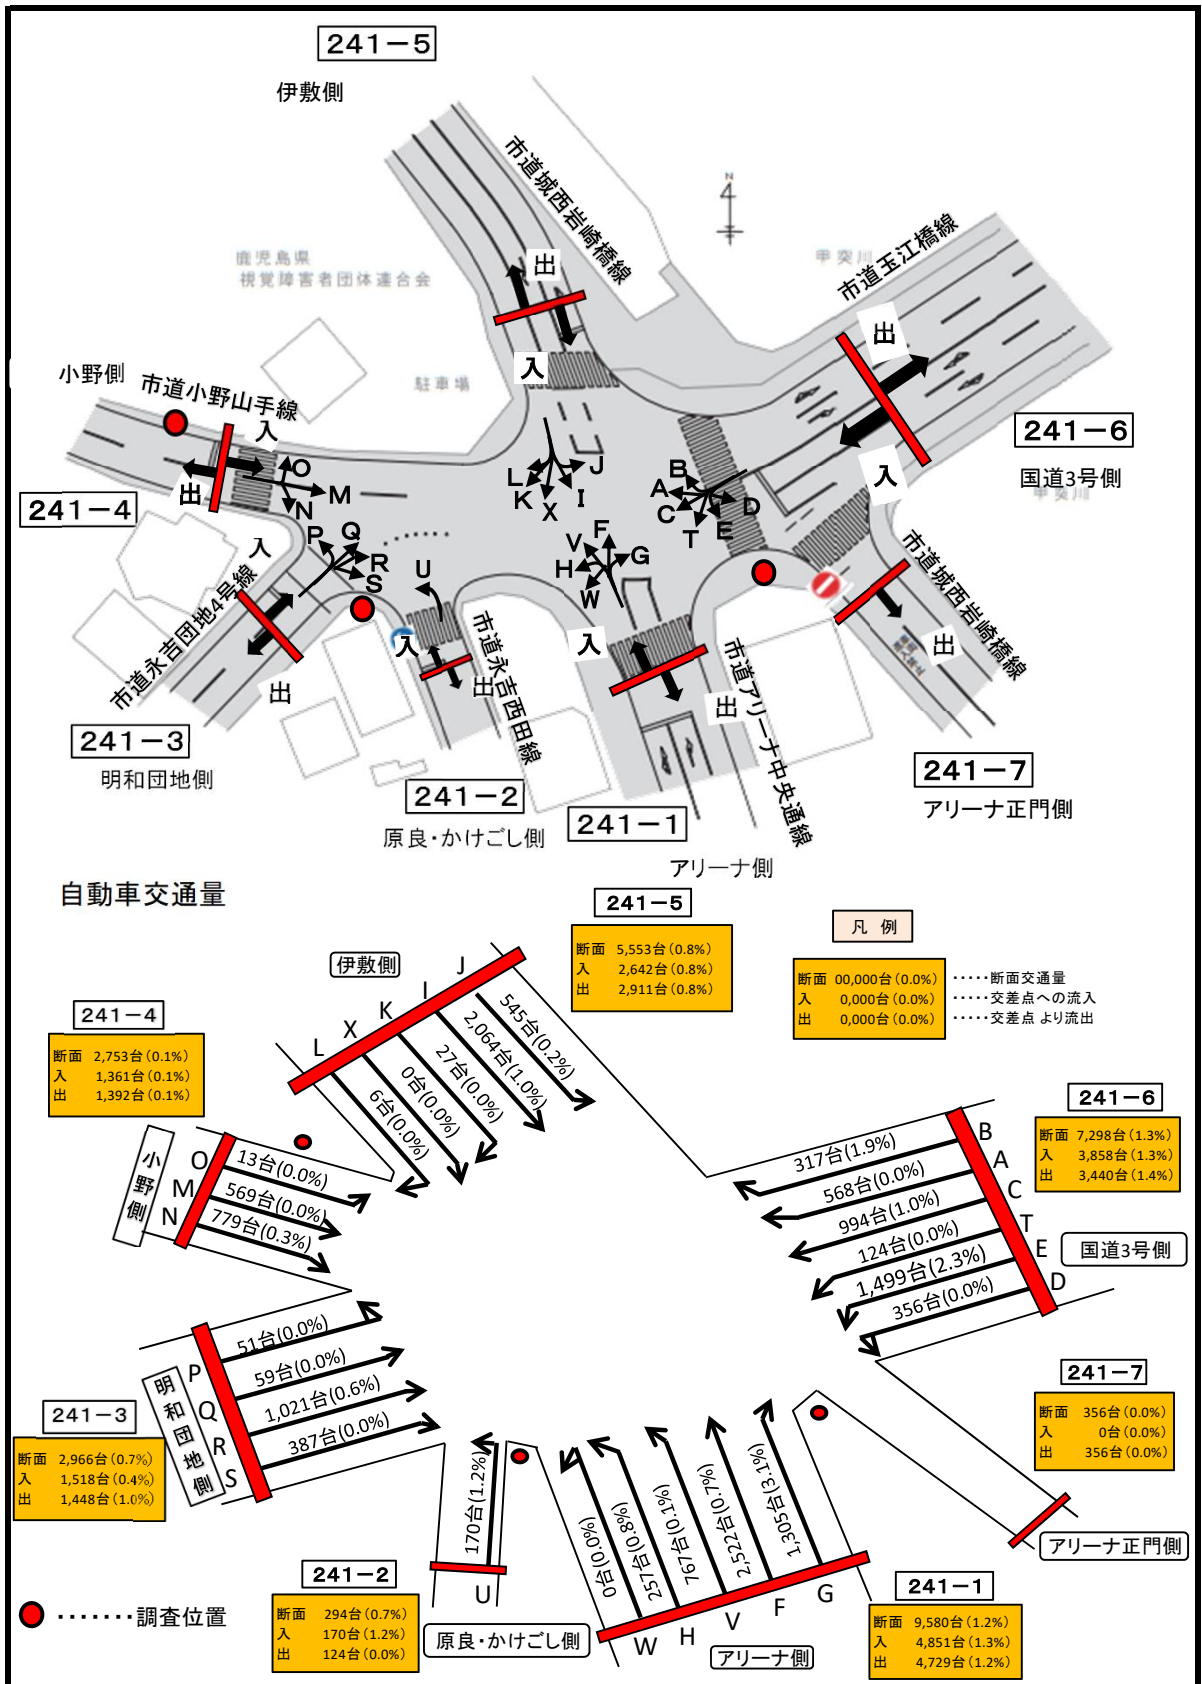 241－5
伊敷側
市道城西岩崎橋線
N
鹿児島県
視覚障害者団体連合会
甲突川
市道玉江橋線
出
出
入
駐車場
小野側
市道小野山手線
入
241－6
国道3号側
甲突川
入
出
241－4
O
M
N
L
K
X
I
J
B
A
C
T
E
D
P
Q
R
S
U
F
V
G
H
W
入
入
入
市道城西岩崎橋線
市道永吉団地4号線
出
出
出
出
市道永吉西田線
市道アリーナ中央通線
241－3
明和団地側
241－2
原良・かけごし側
241－1
アリーナ側
241－7
アリーナ正門側
自動車交通量
241－5
断面 5,553台(0.8%)
入 2,642台(0.8%)
出 2,911台(0.8%)
凡 例
断面 00,000台(0.0%) ‥‥‥断面交通量
入 0,000台(0.0%) ‥‥‥交差点への流入
出 0,000台(0.0%) ‥‥‥交差点 より流出
伊敷側
J
I
K
X
L
545台(0.2%)
2,064台(1.0%)
27台(0.0%)
0台(0.0%)
6台(0.0%)
241－4
断面 2,753台(0.1%)
入 1,361台(0.1%)
出 1,392台(0.1%)
小野側
O
M
N
13台(0.0%)
569台(0.0%)
779台(0.3%)
241－6
断面 7,298台(1.3%)
入 3,858台(1.3%)
出 3,440台(1.4%)
B
A
C
T
E
D
317台(1.9%)
568台(0.0%)
994台(1.0%)
124台(0.0%)
1,499台(2.3%)
356台(0.0%)
国道3号側
P
Q
R
S
51台(0.0%)
59台(0.0%)
1,021台(0.6%)
387台(0.0%)
明和団地側
241－3
断面 2,966台(0.7%)
入 1,518台(0.4%)
出 1,448台(1.0%)
241－7
断面 356台(0.0%)
入 0台(0.0%)
出 356台(0.0%)
アリーナ正門側
170台(1.2%)
U
241－2
断面 294台(0.7%)
入 170台(1.2%)
出 124台(0.0%)
原良・かけごし側
0台(0.0%)
257台(0.8%)
767台(0.1%)
2,522台(0.7%)
1,305台(3.1%)
W
H
V
F
G
アリーナ側
241－1
断面 9,580台(1.2%)
入 4,851台(1.3%)
出 4,729台(1.2%)
‥‥‥‥調査位置